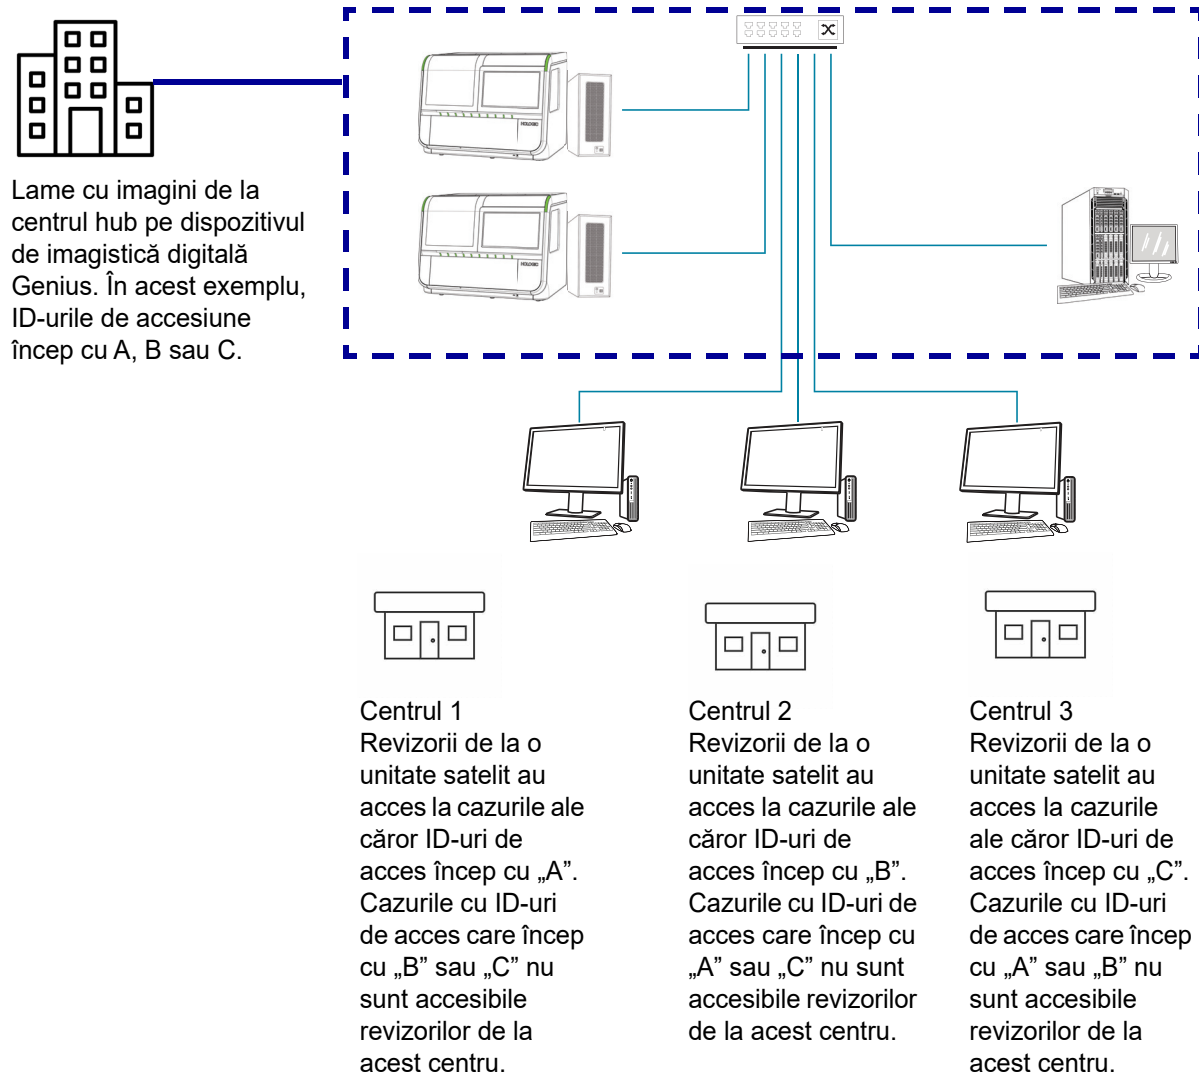 HOLOGIC
HOLOGIC
Lame cu imagini de la
centrul hub pe dispozitivul
de imagistică digitală
Genius. În acest exemplu,
ID-urile de accesiune
încep cu A, B sau C.
Centrul 1
Revizorii de la o
unitate satelit au
acces la cazurile ale
căror ID-uri de
acces încep cu „A”.
Cazurile cu ID-uri
de acces care încep
cu „B” sau „C” nu
sunt accesibile
revizorilor de la
acest centru.
Centrul 2
Revizorii de la o
unitate satelit au
acces la cazurile ale
căror ID-uri de
acces încep cu „B”.
Cazurile cu ID-uri de
acces care încep cu
„A” sau „C” nu sunt
accesibile revizorilor
de la acest centru.
Centrul 3
Revizorii de la o
unitate satelit au
acces la cazurile
ale căror ID-uri de
acces încep cu „C”.
Cazurile cu ID-uri
de acces care încep
cu „A” sau „B” nu
sunt accesibile
revizorilor de la
acest centru.